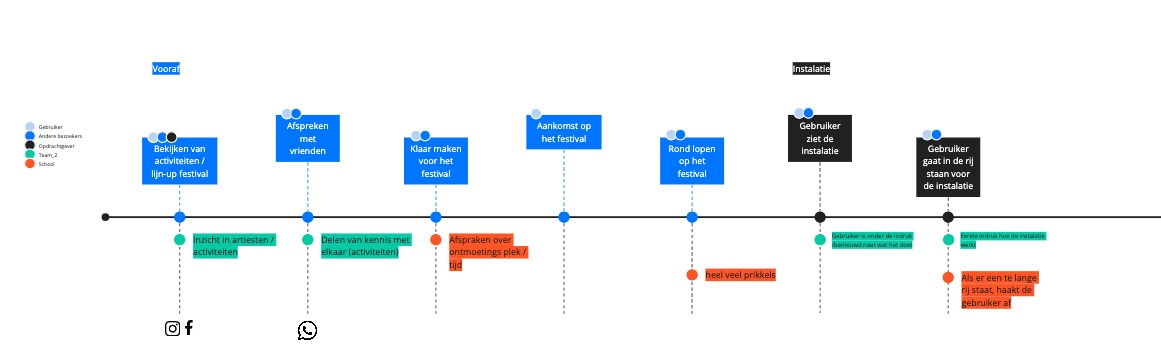 Vooraf
Instalatie
Gebruiker
Andere bezoekers
Opdrachtgever
Team_2
School
Bekijken van
activiteiten /
lijn-up festival
Afspreken
met
vrienden
Klaar maken
voor het
festival
Aankomst op
het festival
Rond lopen
op het
festival
Gebruiker
ziet de
instalatie
Gebruiker
gaat in de rij
staan voor
de instalatie
Inzicht in artiesten /
activiteiten
Delen van kennis met
elkaar (activiteiten)
Afspraken over
ontmoetings plek /
tijd
heel veel prikkels
Gebruiker is onder de indruk
/benieuwd naar wat het doet
Eerste indruk hoe de instalatie
werkt
Als er een te lange
rij staat, haakt de
gebruiker af